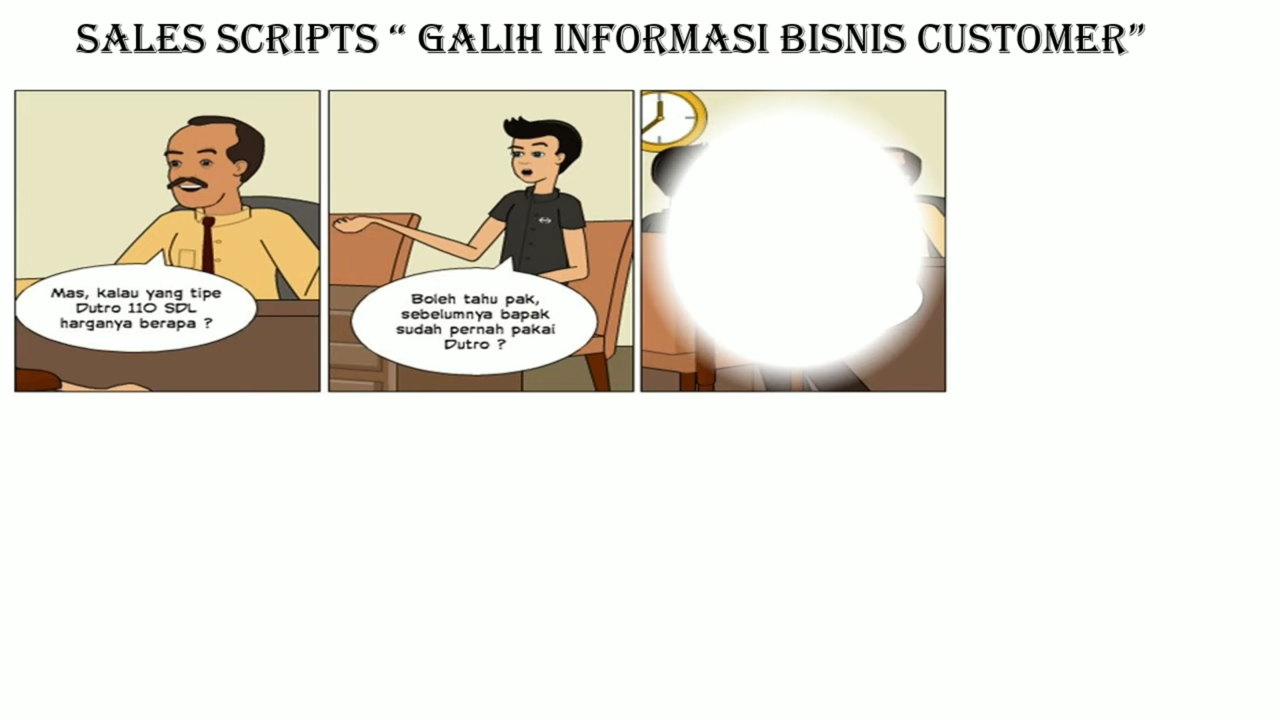 SALES SCRIPTS “ GALIH INFORMASI BISNIS CUSTOMER”
Mas, kalau yang tipe
Dutro 110 SDL
harganya berapa ?
Boleh tahu pak,
sebelumnya bapak
sudah pernah pakai
Dutro ?